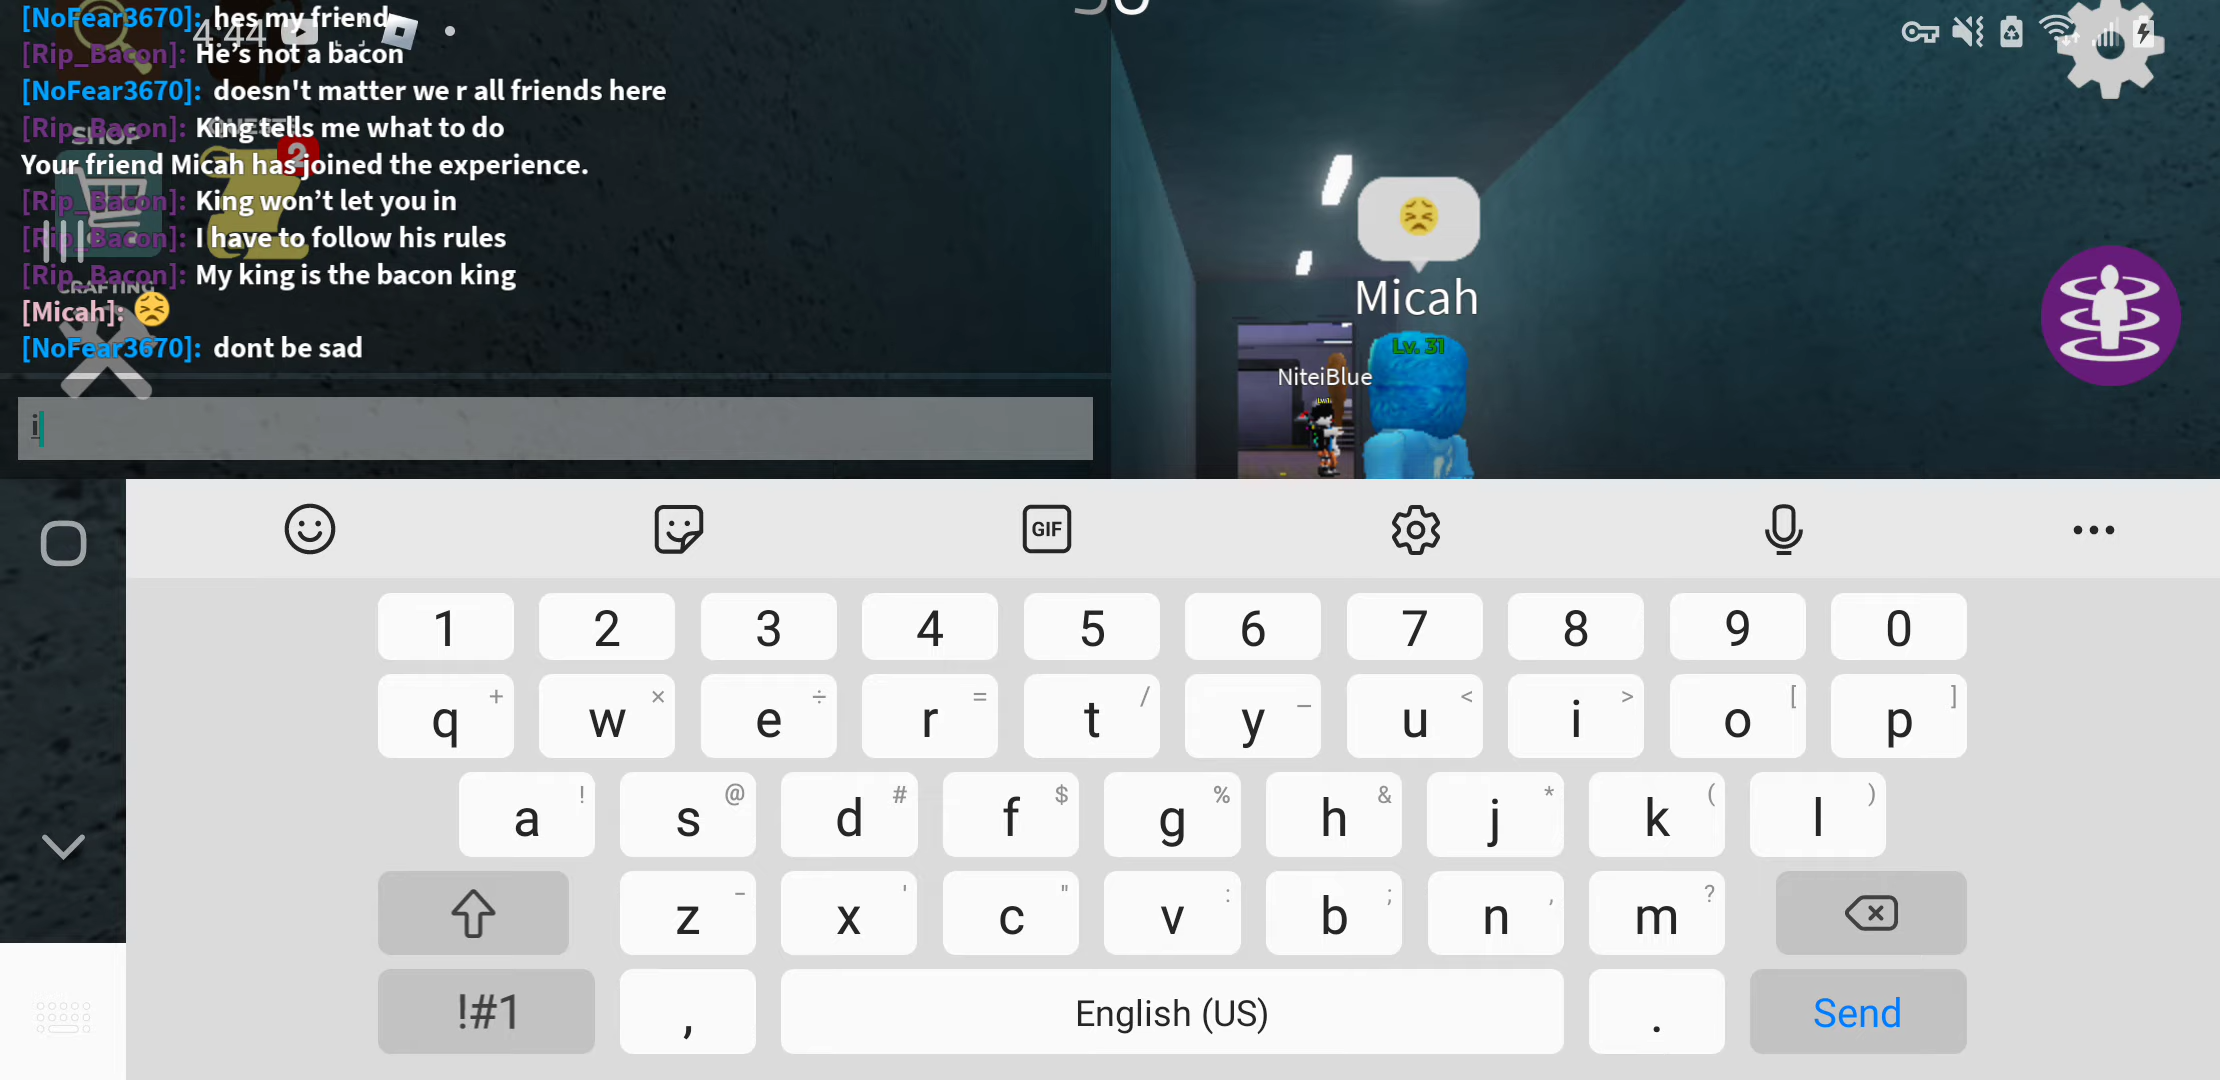 [NoFear3670]: hes my friend
4:44
[Rip_Bacon]: He's not a bacon
[NoFear3670]: doesn't matter we r all friends here
[Rip_Bacon]: King tells me what to do
SHOP
Your friend Micah has joined the experience.
?
[Rip_Bacon]: King won’t let you in
[Rip_Bacon]: I have to follow his rules
[Rip_Bacon]: My king is the bacon king
CRAFTING
[Micah]: 😣
[NoFear3670]: dont be sad
i
😣
Micah
Lv. 31
NiteiBlue
GIF
1 2 3 4 5 6 7 8 9 0
q + w × e ÷ r = t / y _ u < i > o [ p ]
a ! s @ d # f $ g % h & j * k ( l )
z - x ' c " v : b ; n , m ?
!#1 , English (US) . Send